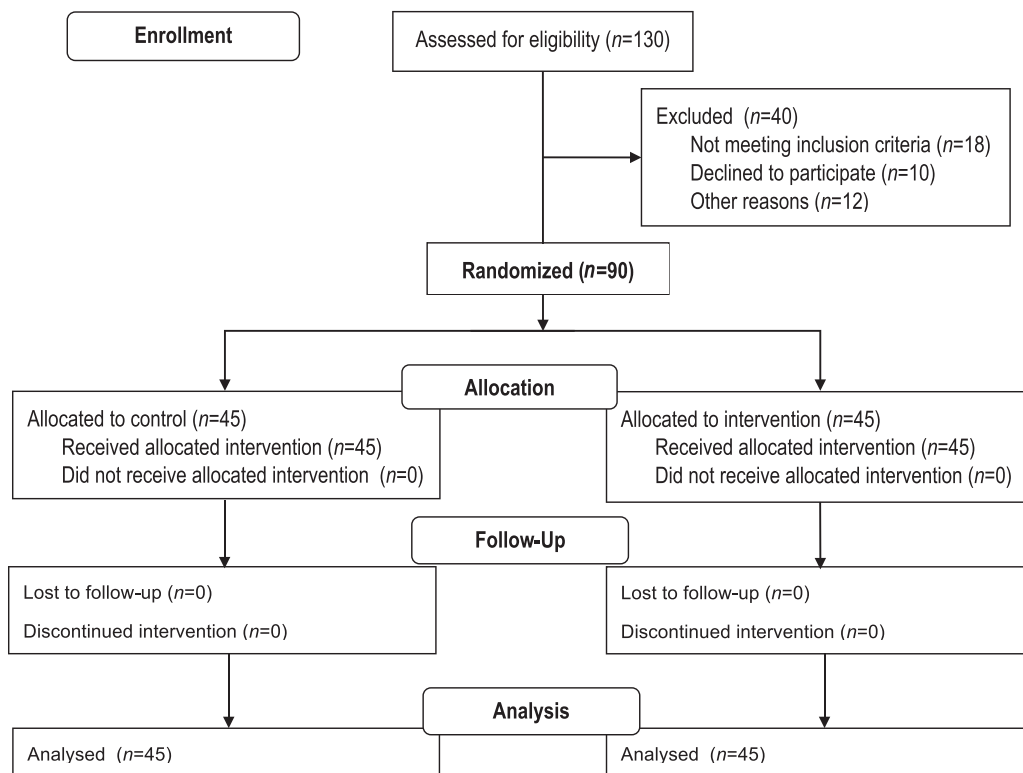 Enrollment
Assessed for eligibility (n=130)
Excluded (n=40)
Not meeting inclusion criteria (n=18)
Declined to participate (n=10)
Other reasons (n=12)
Randomized (n=90)
Allocation
Allocated to control (n=45)
Received allocated intervention (n=45)
Did not receive allocated intervention (n=0)
Allocated to intervention (n=45)
Received allocated intervention (n=45)
Did not receive allocated intervention (n=0)
Follow-Up
Lost to follow-up (n=0)
Discontinued intervention (n=0)
Lost to follow-up (n=0)
Discontinued intervention (n=0)
Analysis
Analysed (n=45)
Analysed (n=45)